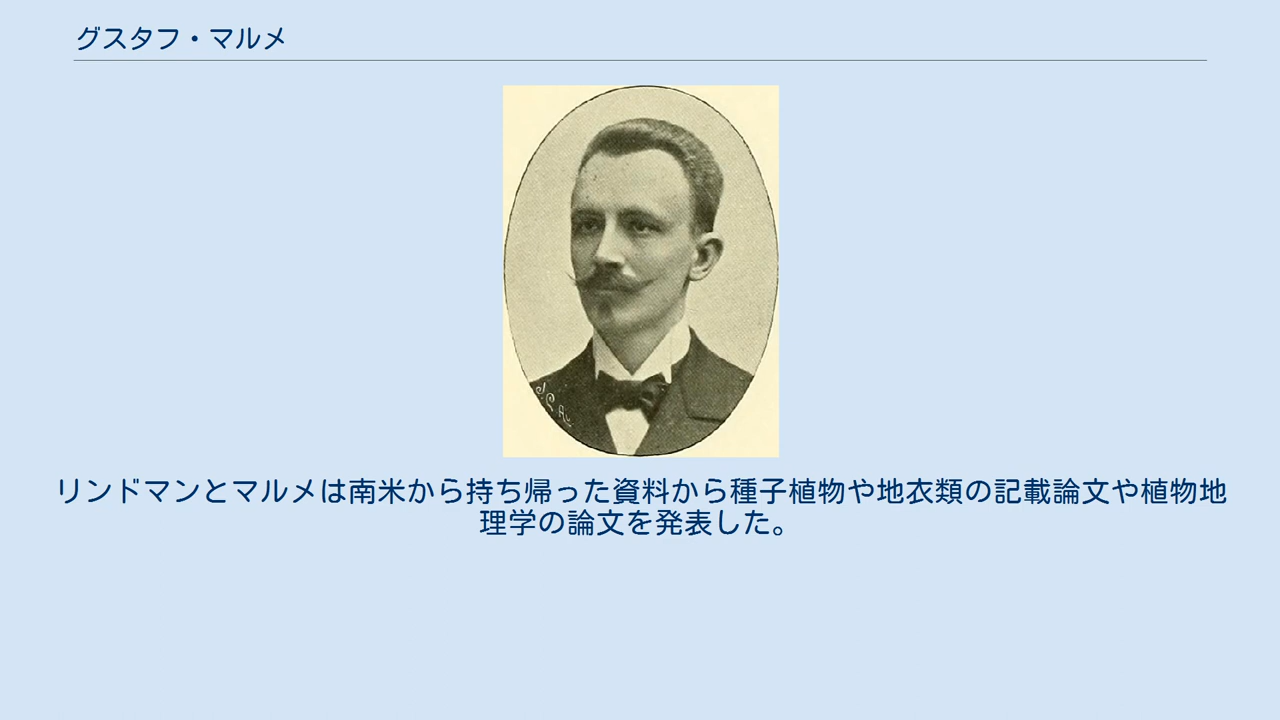 グスタフ・マルメ
リンドマンとマルメは南米から持ち帰った資料から種子植物や地衣類の記載論文や植物地
理学の論文を発表した。